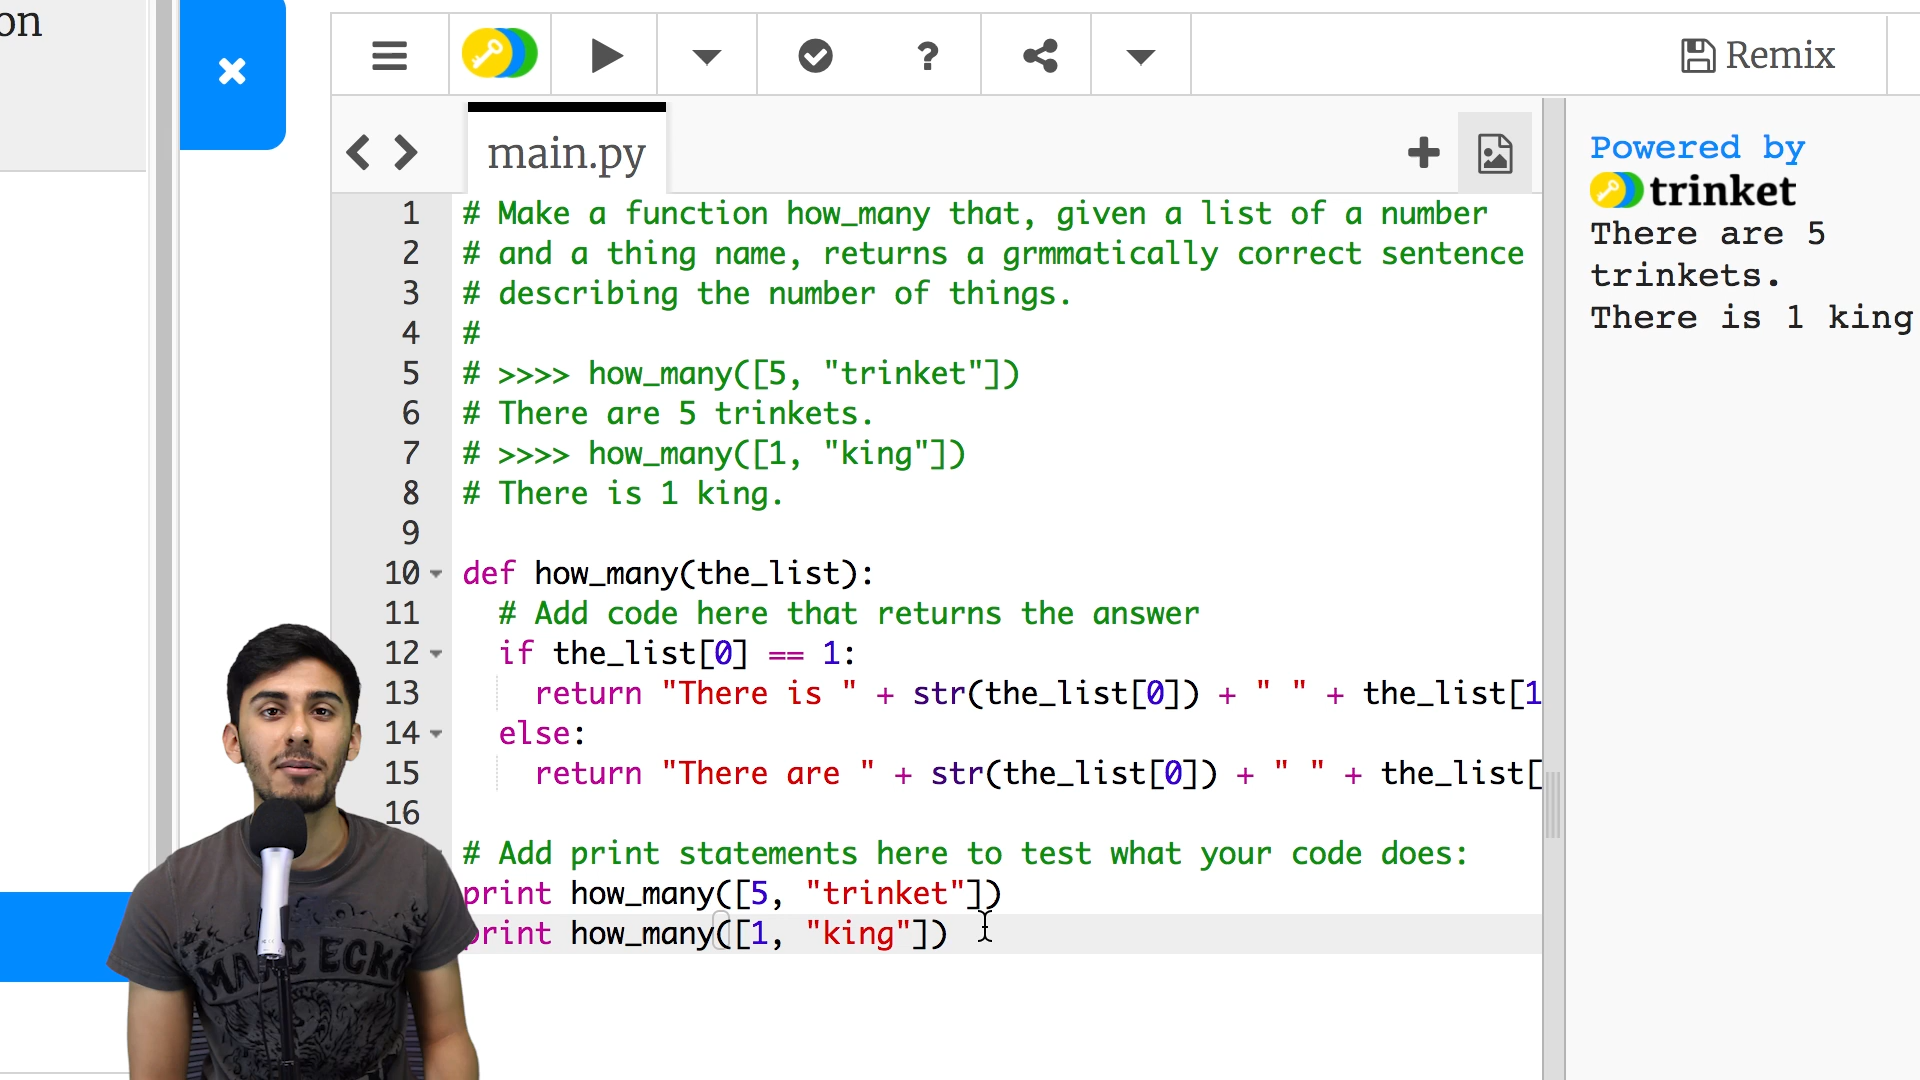 on
Remix
main.py
Powered by
trinket
There are 5
trinkets.
There is 1 king
1 # Make a function how_many that, given a list of a number
2 # and a thing name, returns a grmmatically correct sentence
3 # describing the number of things.
4 #
5 # >>>> how_many([5, "trinket"])
6 # There are 5 trinkets.
7 # >>>> how_many([1, "king"])
8 # There is 1 king.
9
10 def how_many(the_list):
11 # Add code here that returns the answer
12 if the_list[0] == 1:
13 return "There is " + str(the_list[0]) + " " + the_list[1
14 else:
15 return "There are " + str(the_list[0]) + " " + the_list[
16
# Add print statements here to test what your code does:
print how_many([5, "trinket"])
print how_many([1, "king"])
MARC ECKO